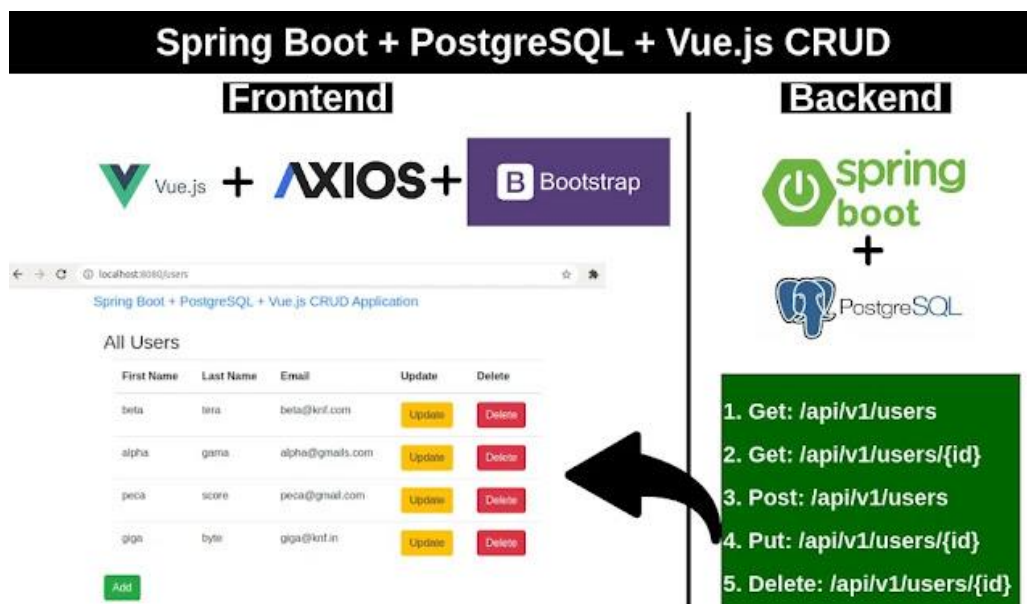 Spring Boot + PostgreSQL + Vue.js CRUD
Frontend
Vue.js + AXIOS + B Bootstrap
localhost:8080/users
Spring Boot + PostgreSQL + Vue.js CRUD Application
All Users
First Name Last Name Email Update Delete
beta tera beta@knf.com Update Delete
alpha gama alpha@gmails.com Update Delete
peca score peca@gmail.com Update Delete
giga byte giga@knf.in Update Delete
Add
Backend
spring
boot
+
PostgreSQL
1. Get: /api/v1/users
2. Get: /api/v1/users/{id}
3. Post: /api/v1/users
4. Put: /api/v1/users/{id}
5. Delete: /api/v1/users/{id}